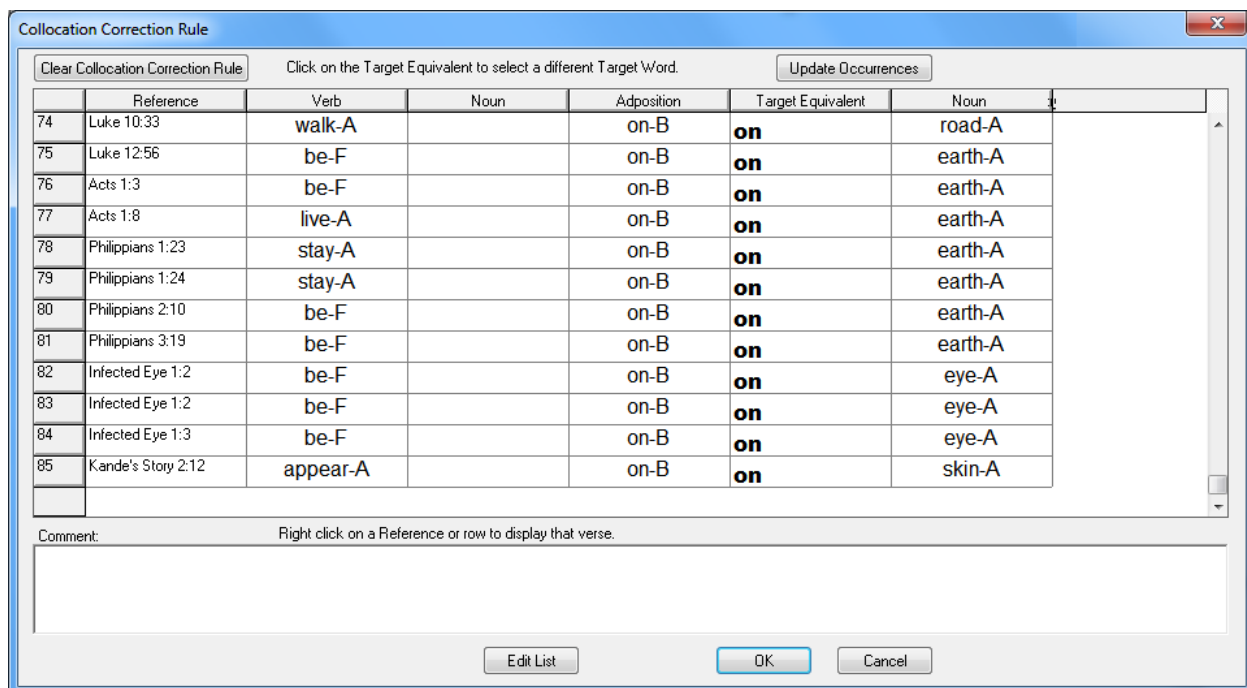 Collocation Correction Rule
Clear Collocation Correction Rule Click on the Target Equivalent to select a different Target Word. Update Occurrences
Reference Verb Noun Adposition Target Equivalent Noun
74 Luke 10:33 walk-A on-B on road-A
75 Luke 12:56 be-F on-B on earth-A
76 Acts 1:3 be-F on-B on earth-A
77 Acts 1:8 live-A on-B on earth-A
78 Philippians 1:23 stay-A on-B on earth-A
79 Philippians 1:24 stay-A on-B on earth-A
80 Philippians 2:10 be-F on-B on earth-A
81 Philippians 3:19 be-F on-B on earth-A
82 Infected Eye 1:2 be-F on-B on eye-A
83 Infected Eye 1:2 be-F on-B on eye-A
84 Infected Eye 1:3 be-F on-B on eye-A
85 Kande's Story 2:12 appear-A on-B on skin-A
Comment: Right click on a Reference or row to display that verse.
Edit List OK Cancel